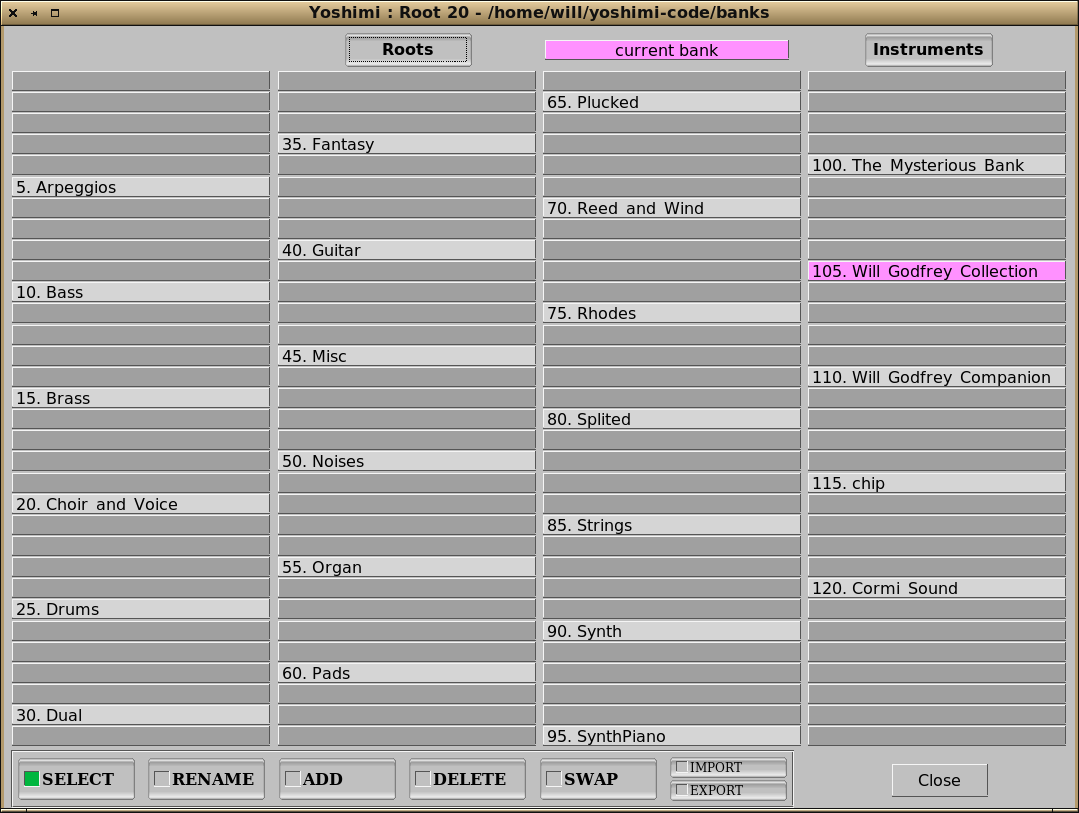 Yoshimi : Root 20 - /home/will/yoshimi-code/banks
Roots
current bank
Instruments
5. Arpeggios
10. Bass
15. Brass
20. Choir and Voice
25. Drums
30. Dual
35. Fantasy
40. Guitar
45. Misc
50. Noises
55. Organ
60. Pads
65. Plucked
70. Reed and Wind
75. Rhodes
80. Splited
85. Strings
90. Synth
95. SynthPiano
100. The Mysterious Bank
105. Will Godfrey Collection
110. Will Godfrey Companion
115. chip
120. Cormi Sound
SELECT
RENAME
ADD
DELETE
SWAP
IMPORT
EXPORT
Close